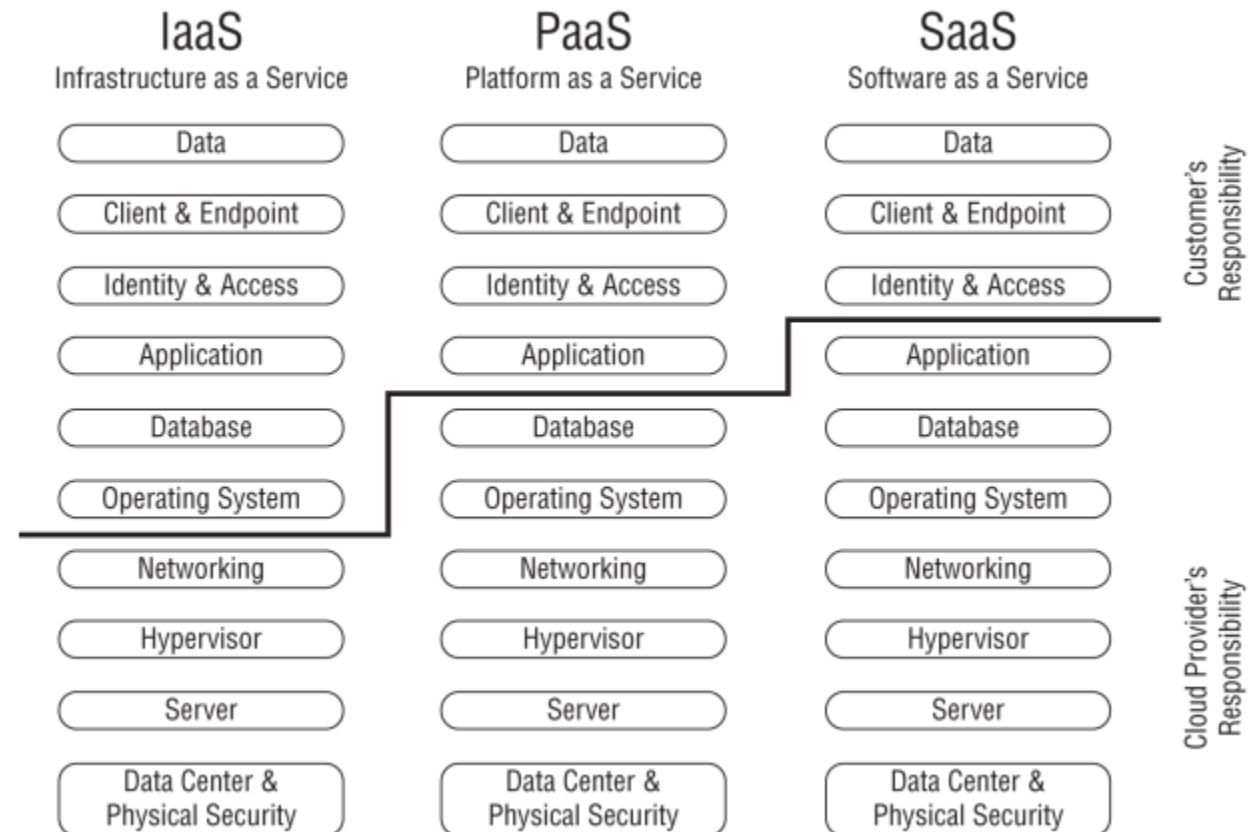 IaaS
Infrastructure as a Service
Data
Client & Endpoint
Identity & Access
Application
Database
Operating System
Networking
Hypervisor
Server
Data Center &
Physical Security
PaaS
Platform as a Service
Data
Client & Endpoint
Identity & Access
Application
Database
Operating System
Networking
Hypervisor
Server
Data Center &
Physical Security
SaaS
Software as a Service
Data
Client & Endpoint
Identity & Access
Application
Database
Operating System
Networking
Hypervisor
Server
Data Center &
Physical Security
Customer's
Responsibility
Cloud Provider's
Responsibility